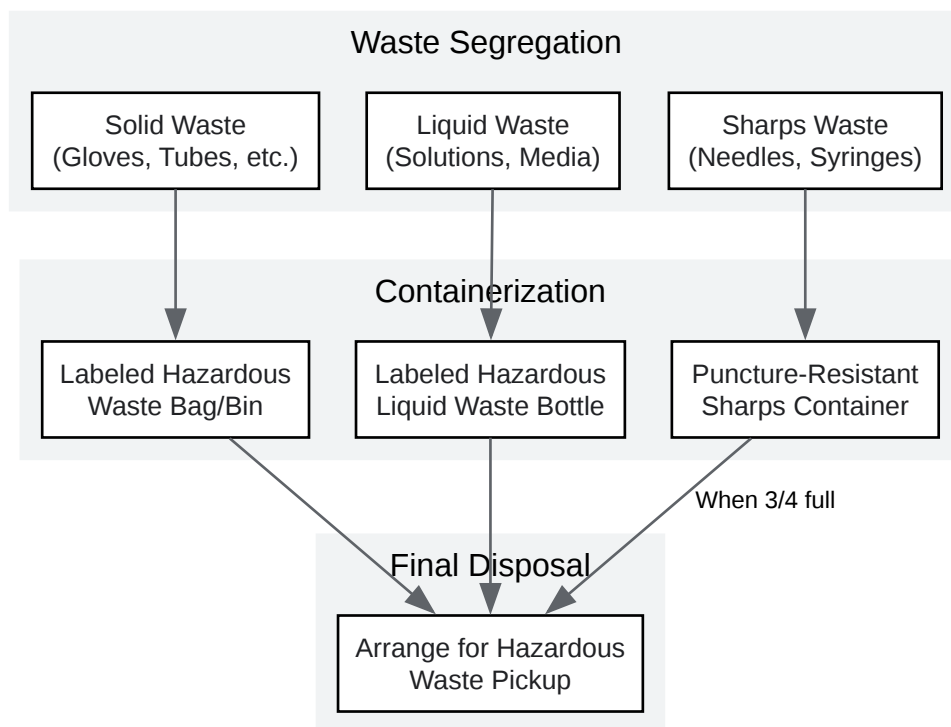 Waste Segregation
Solid Waste
(Gloves, Tubes, etc.)
Liquid Waste
(Solutions, Media)
Sharps Waste
(Needles, Syringes)
Containerization
Labeled Hazardous
Waste Bag/Bin
Labeled Hazardous
Liquid Waste Bottle
Puncture-Resistant
Sharps Container
When 3/4 full
Final Disposal
Arrange for Hazardous
Waste Pickup